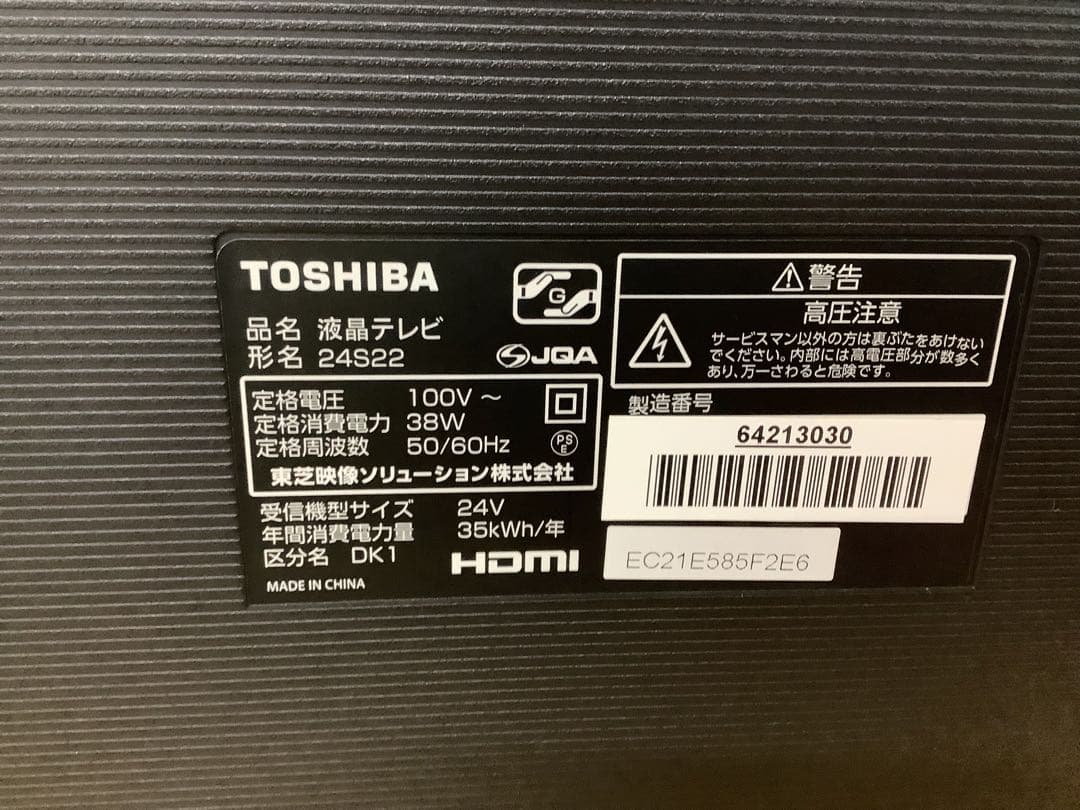 TOSHIBA
品名 液晶テレビ
形名 24S22
G
JQA
定格電圧 100V～
定格消費電力 38W
定格周波数 50/60Hz
PS
E
東芝映像ソリューション株式会社
受信機型サイズ 24V
年間消費電力量 35kWh/年
区分名 DK1
HDMI
MADE IN CHINA
警告
高圧注意
サービスマン以外の方は裏ぶたをあけない
でください。内部には高電圧部分が数多く
あり、万一さわると危険です。
製造番号
64213030
EC21E585F2E6